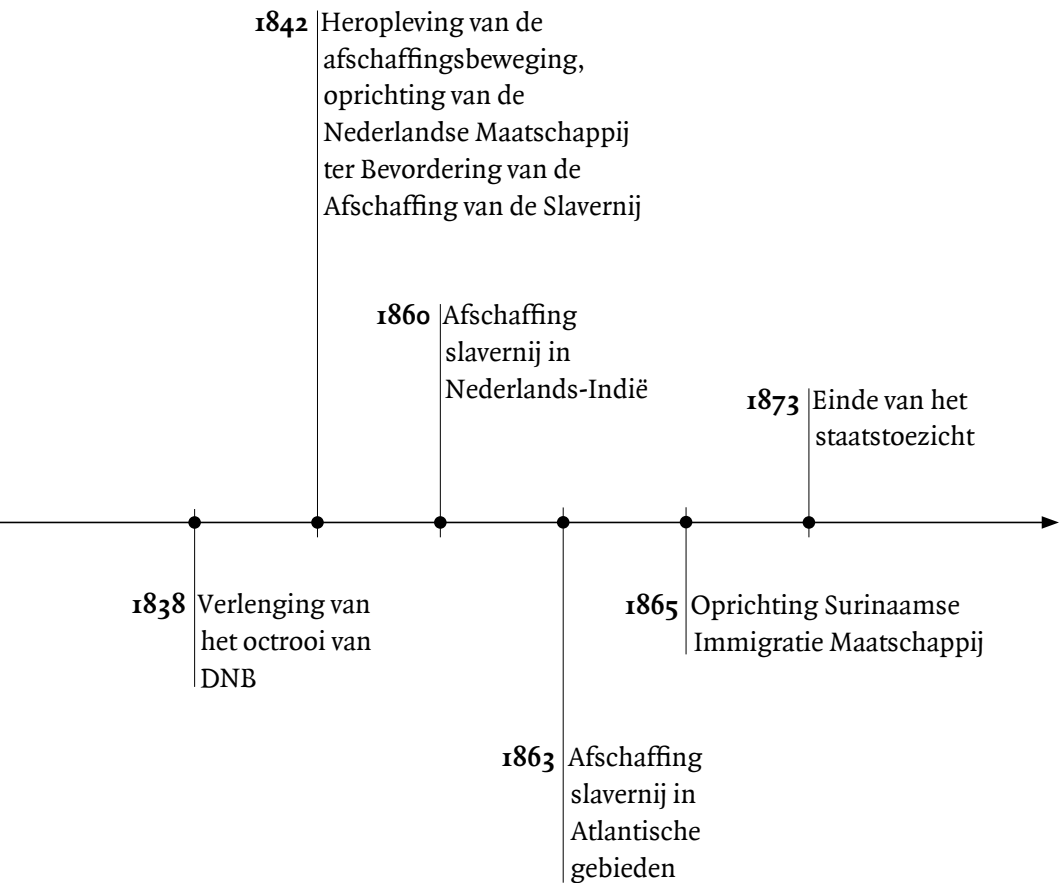 1842 Heropleving van de
afschaffingsbeweging,
oprichting van de
Nederlandse Maatschappij
ter Bevordering van de
Afschaffing van de Slavernij
1860 Afschaffing
slavernij in
Nederlands-Indië
1873 Einde van het
staatstoezicht
1838 Verlenging van
het octrooi van
DNB
1865 Oprichting Surinaamse
Immigratie Maatschappij
1863 Afschaffing
slavernij in
Atlantische
gebieden